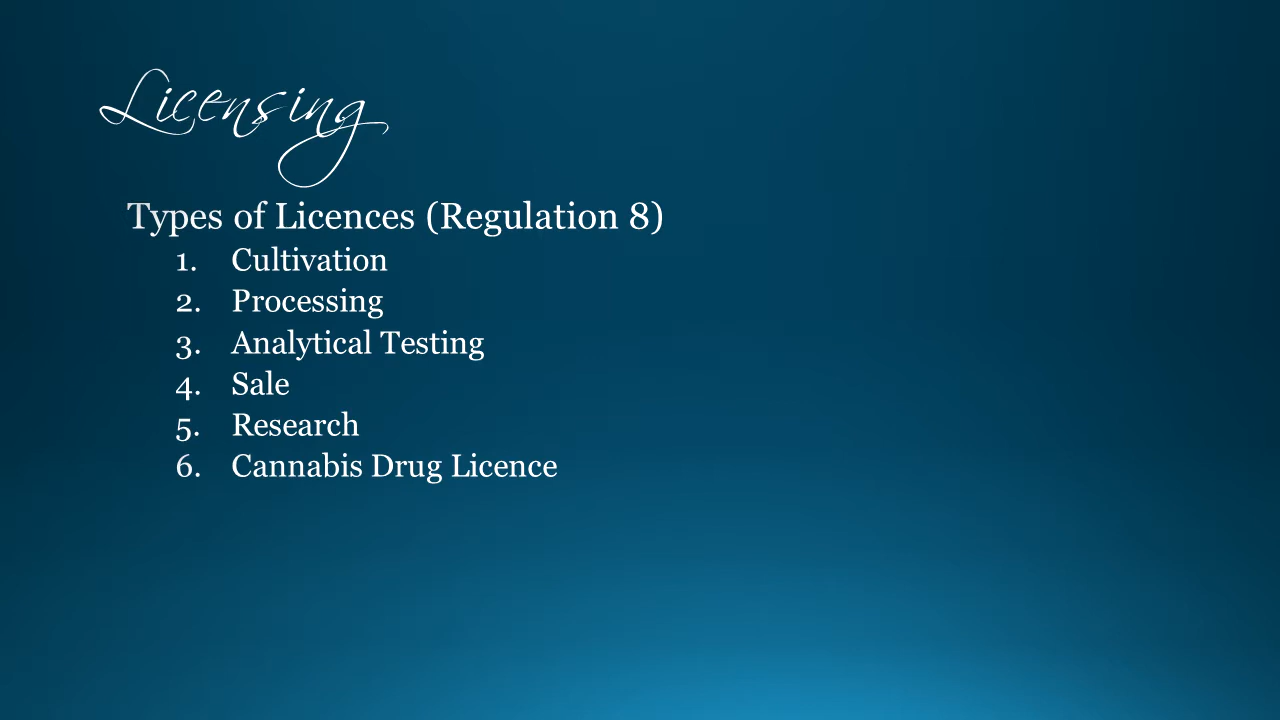 Licensing
Types of Licences (Regulation 8)
1. Cultivation
2. Processing
3. Analytical Testing
4. Sale
5. Research
6. Cannabis Drug Licence